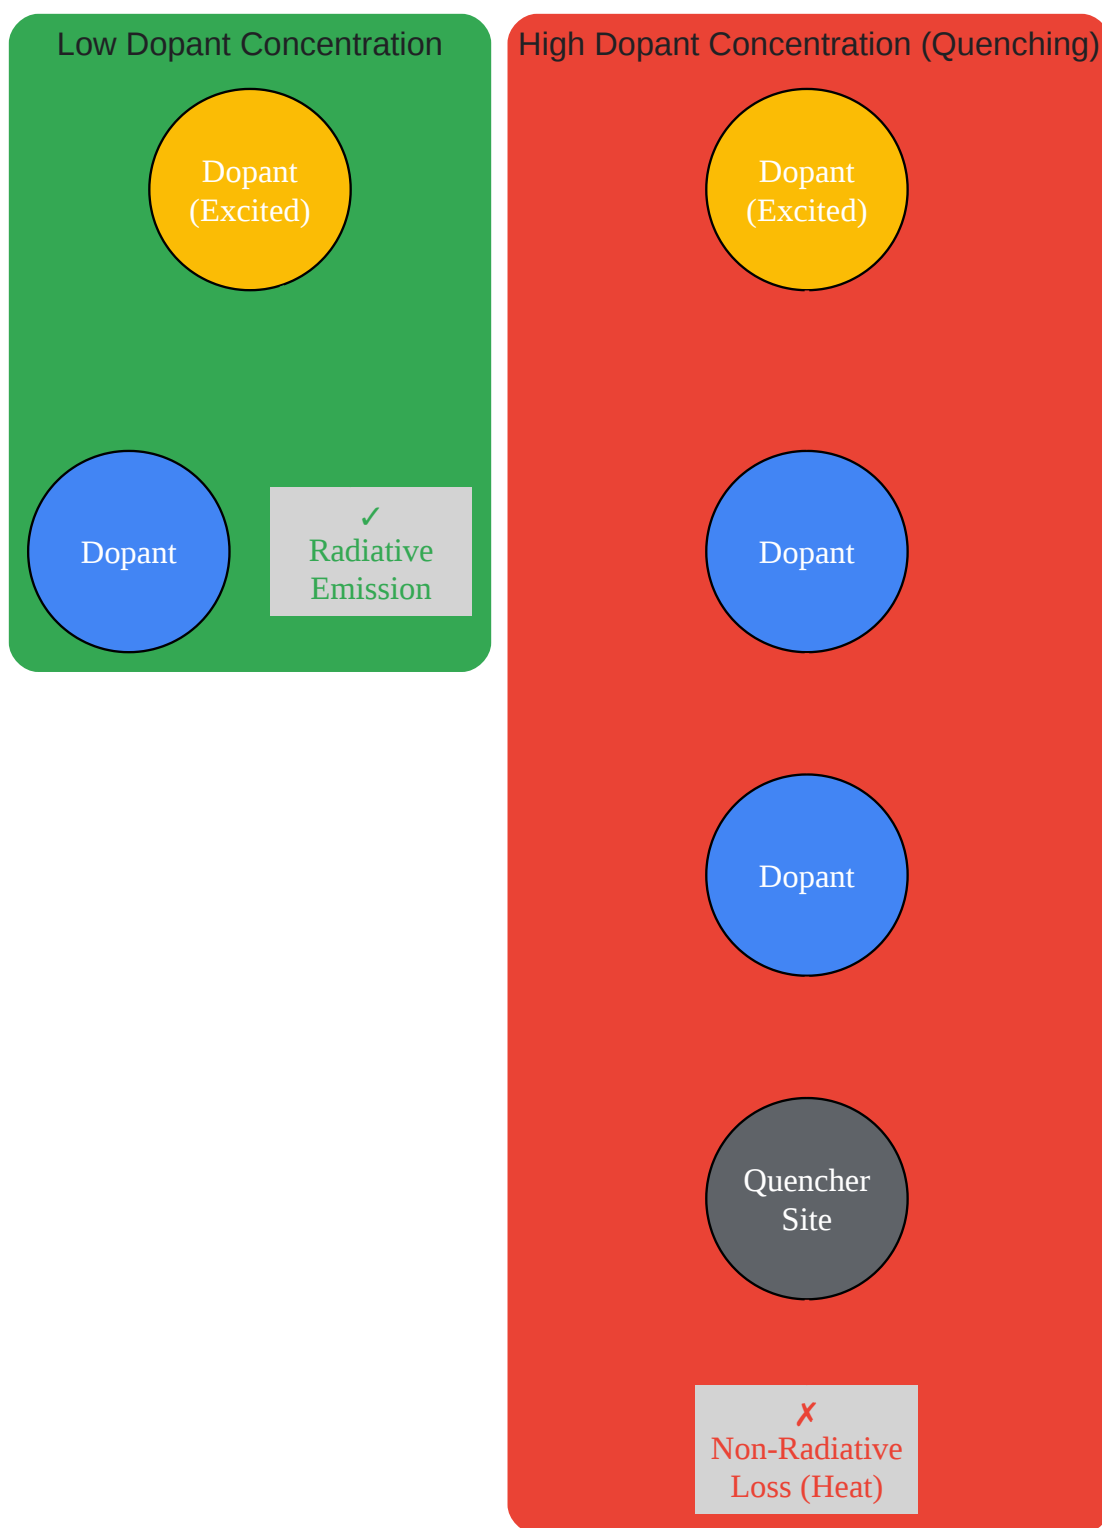 Low Dopant Concentration
Dopant
(Excited)
Dopant
✓
Radiative
Emission
High Dopant Concentration (Quenching)
Dopant
(Excited)
Dopant
Dopant
Quencher
Site
✗
Non-Radiative
Loss (Heat)